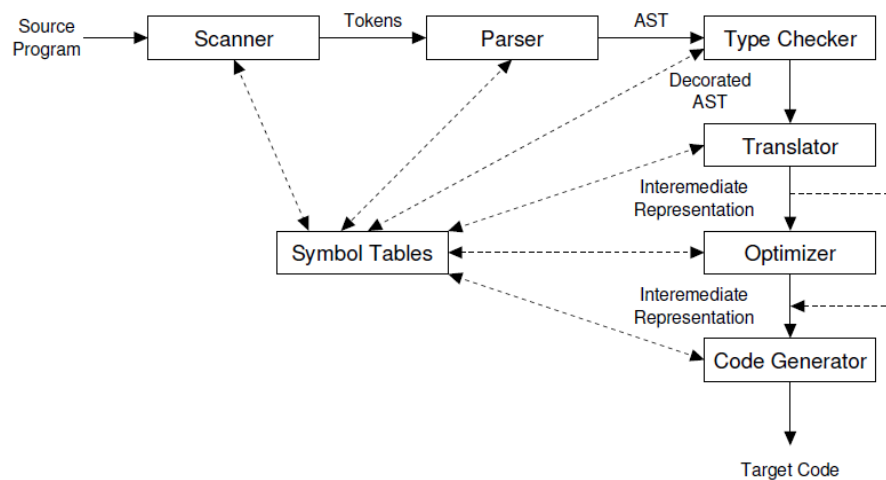 Source
Program
Scanner
Tokens
Parser
AST
Type Checker
Decorated
AST
Translator
Interemediate
Representation
Symbol Tables
Optimizer
Interemediate
Representation
Code Generator
Target Code